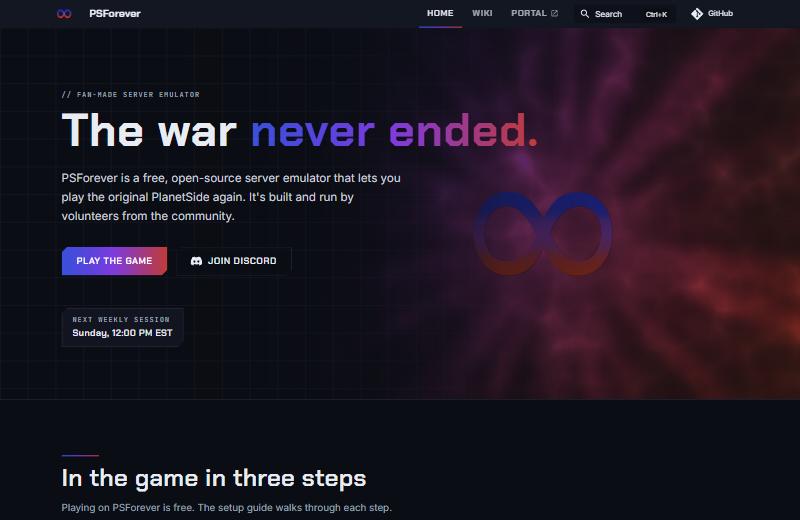 PSForever
HOME
WIKI
PORTAL
Search
Ctrl+K
GitHub
// FAN-MADE SERVER EMULATOR
The war never ended.
PSForever is a free, open-source server emulator that lets you
play the original PlanetSide again. It's built and run by
volunteers from the community.
PLAY THE GAME
JOIN DISCORD
NEXT WEEKLY SESSION
Sunday, 12:00 PM EST
In the game in three steps
Playing on PSForever is free. The setup guide walks through each step.